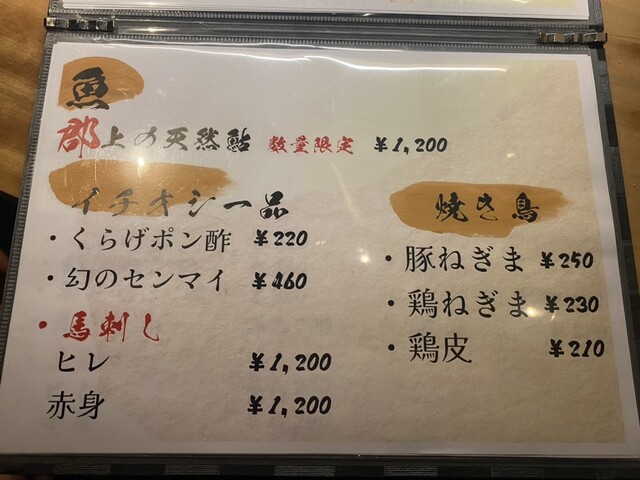 魚
郡上の天然鮎 数量限定 ¥1,200
イチオシ一品
・くらげポン酢 ¥220
・幻のセンマイ ¥460
・馬刺し
ヒレ ¥1,200
赤身 ¥1,200
焼き鳥
・豚ねぎま ¥250
・鶏ねぎま ¥230
・鶏皮 ¥210